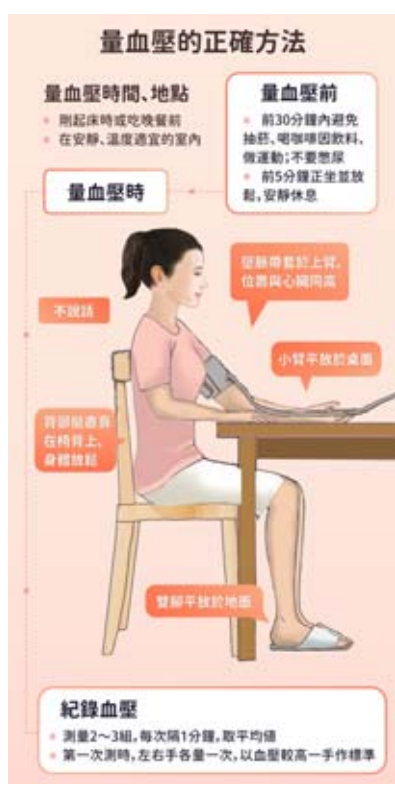 量血壓的正確方法
量血壓時間、地點
剛起床時或吃晚餐前
在安靜、溫度適宜的室內
量血壓前
前30分鐘內避免
抽菸、喝咖啡因飲料、
做運動;不要憋尿
前5分鐘正坐並放
鬆,安靜休息
量血壓時
壓脈帶套於上臂,
位置與心臟同高
不說話
小臂平放於桌面
背部挺直靠
在椅背上、
身體放鬆
雙腳平放於地面
紀錄血壓
測量2~3組,每次隔1分鐘,取平均值
第一次測時,左右手各量一次,以血壓較高一手作標準